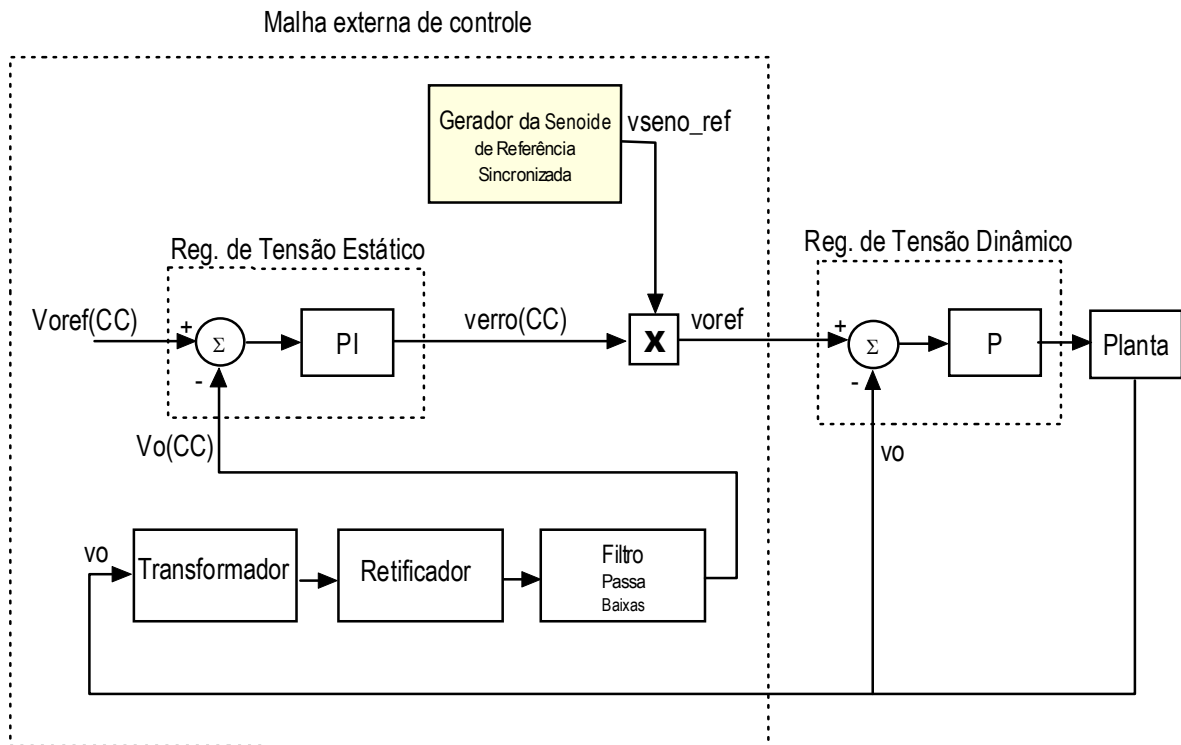 Malha externa de controle
Gerador da Senoide
de Referência
Sincronizada
vseno_ref
Reg. de Tensão Estático
Reg. de Tensão Dinâmico
Voref(CC)
+
Σ
-
PI
verro(CC)
X
voref
+
Σ
-
P
Planta
Vo(CC)
vo
vo
Transformador
Retificador
Filtro
Passa
Baixas